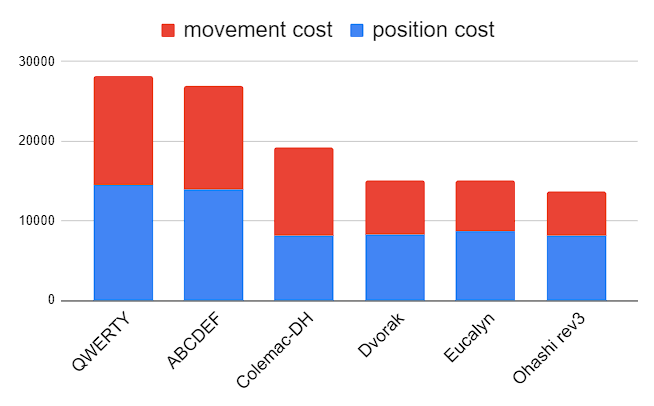 movement cost position cost
30000
20000
10000
0
QWERTY
ABCDEF
Colemac-DH
Dvorak
Eucalyn
Ohashi rev3